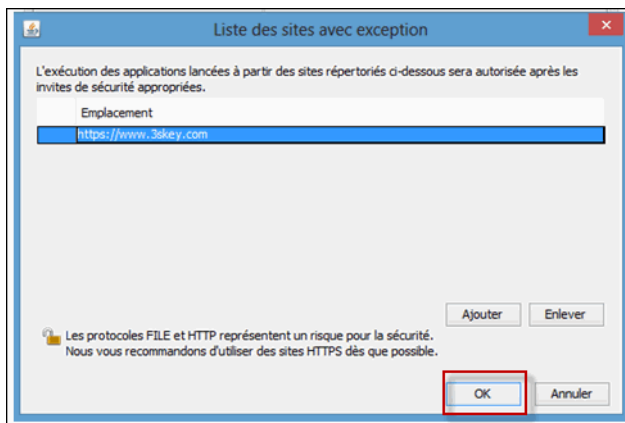 Liste des sites avec exception
L'exécution des applications lancées à partir des sites répertoriés ci-dessous sera autorisée après les
invites de sécurité appropriées.
Emplacement
https://www.3skey.com
Ajouter
Enlever
Les protocoles FILE et HTTP représentent un risque pour la sécurité.
Nous vous recommandons d'utiliser des sites HTTPS dès que possible.
OK
Annuler